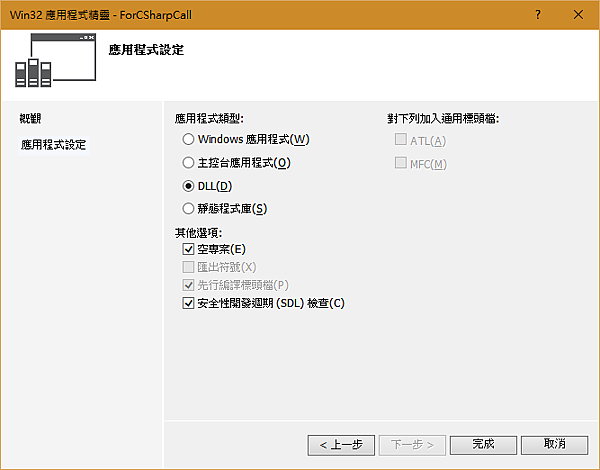 Win32 應用程式精靈 - ForCSharpCall
?
應用程式設定
概觀
應用程式設定
應用程式類型:
Windows 應用程式(W)
主控台應用程式(O)
DLL(D)
靜態程式庫(S)
其他選項:
空專案(E)
匯出符號(X)
先行編譯標頭檔(P)
安全性開發週期 (SDL) 檢查(C)
對下列加入通用標頭檔:
ATL(A)
MFC(M)
< 上一步
下一步 >
完成
取消